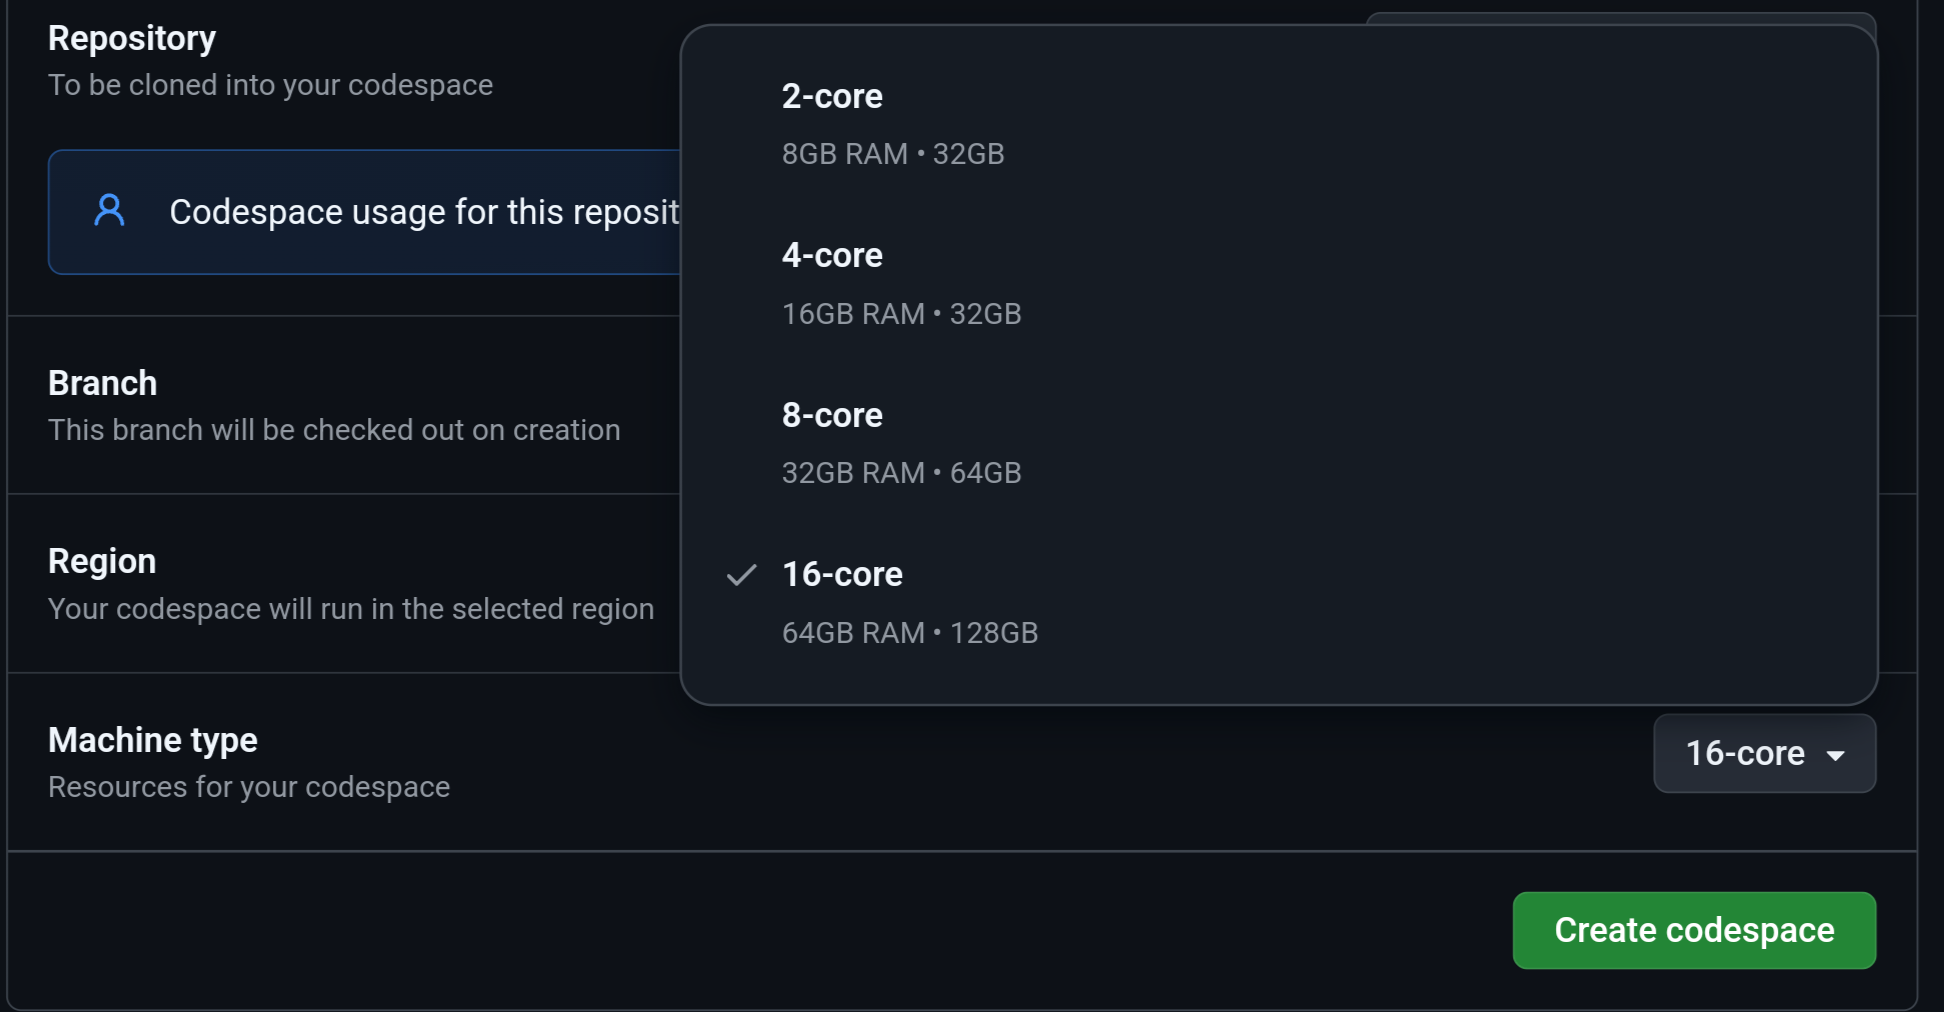 Repository
To be cloned into your codespace
Codespace usage for this
Branch
This branch will be checked out on creation
Region
Your codespace will run in the selected region
Machine type
Resources for your codespace
2-core
8GB RAM • 32GB
4-core
16GB RAM • 32GB
8-core
32GB RAM • 64GB
16-core
64GB RAM • 128GB
16-core
Create codespace